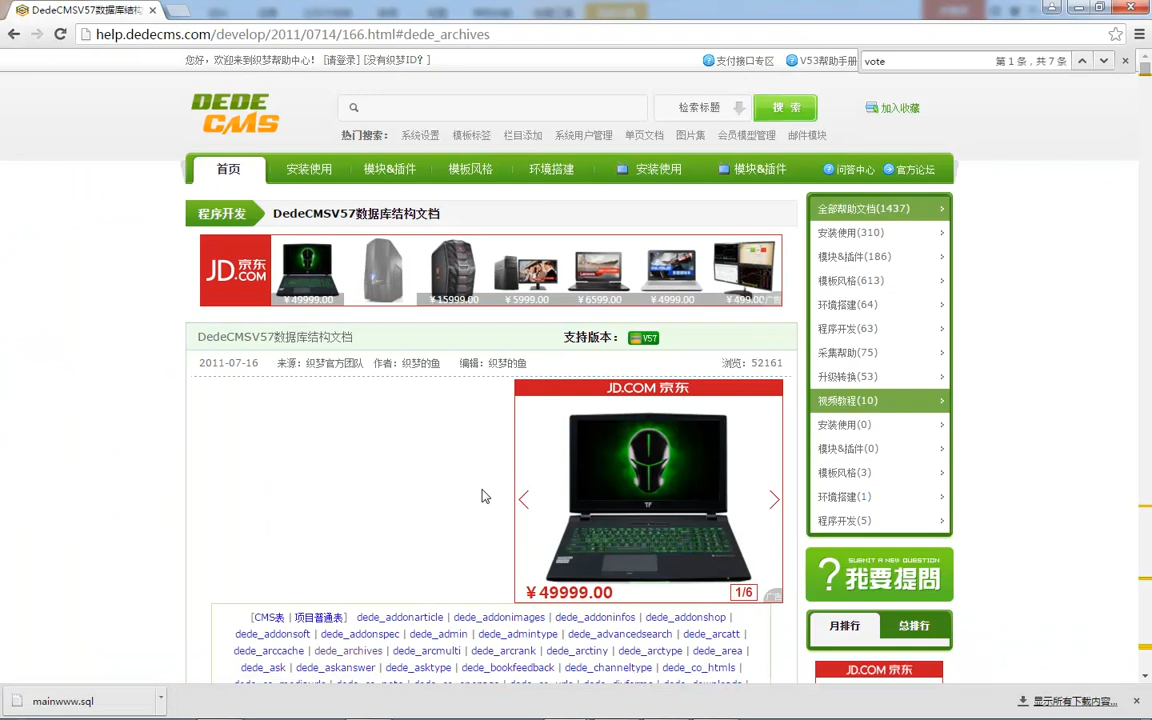 DedeCMSV57数据库结构
help.dedecms.com/develop/2011/0714/166.html#dede_archives
您好，欢迎来到织梦帮助中心！ [请登录] [没有织梦ID？]
支付接口专区 V53帮助手册
vote 第 1 条，共 7 条
DEDE CMS
检索标题 搜 索 加入收藏
热门搜索： 系统设置 模板标签 栏目添加 系统用户管理 单页文档 图片集 会员模型管理 邮件模块
首页 安装使用 模块&插件 模板风格 环境搭建 安装使用 模块&插件 问答中心 官方论坛
程序开发 DedeCMSV57数据库结构文档
JD.COM 京东
￥49999.00 ￥15999.00 ￥5999.00 ￥6599.00 ￥4999.00 ￥499.00 广告
DedeCMSV57数据库结构文档 支持版本： V57
2011-07-16 来源：织梦官方团队 作者：织梦的鱼 编辑：织梦的鱼 浏览：52161
JD.COM 京东
￥49999.00 1/6
[CMS表 | 项目普通表] dede_addonarticle | dede_addonimages | dede_addoninfos | dede_addonshop |
dede_addonsoft | dede_addonspec | dede_admin | dede_admintype | dede_advancedsearch | dede_arcatt |
dede_arccache | dede_archives | dede_arcmulti | dede_arcrank | dede_arctiny | dede_arctype | dede_area |
dede_ask | dede_askanswer | dede_asktype | dede_bookfeedback | dede_channeltype | dede_co_htmls |
全部帮助文档(1437)
安装使用(310)
模块&插件(186)
模板风格(613)
环境搭建(64)
程序开发(63)
采集帮助(75)
升级转换(53)
视频教程(10)
安装使用(0)
模块&插件(0)
模板风格(3)
环境搭建(1)
程序开发(5)
SUBMIT A NEW QUESTION
?我要提問
月排行 总排行
JD.COM 京东
mainwww.sql
显示所有下载内容...